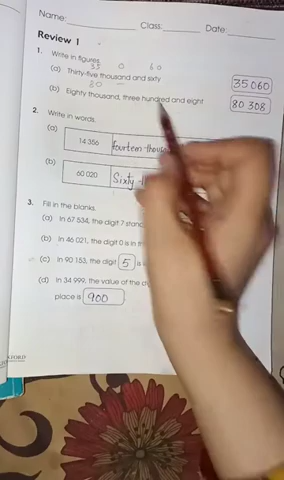 Name:
Class:
Date:
Review 1
1. Write in figures.
35 0 60
(a) Thirty-five thousand and sixty
35 060
80
(b) Eighty thousand, three hundred and eight
80 308
2. Write in words.
(a) 14 356 Fourteen-thous
(b) 60 020 Sixty-
3. Fill in the blanks.
(a) In 67 534, the digit 7 stan
(b) In 46 021, the digit 0 is in th
(c) In 90 153, the digit 5 is
(d) In 34 999, the value of the
place is 900